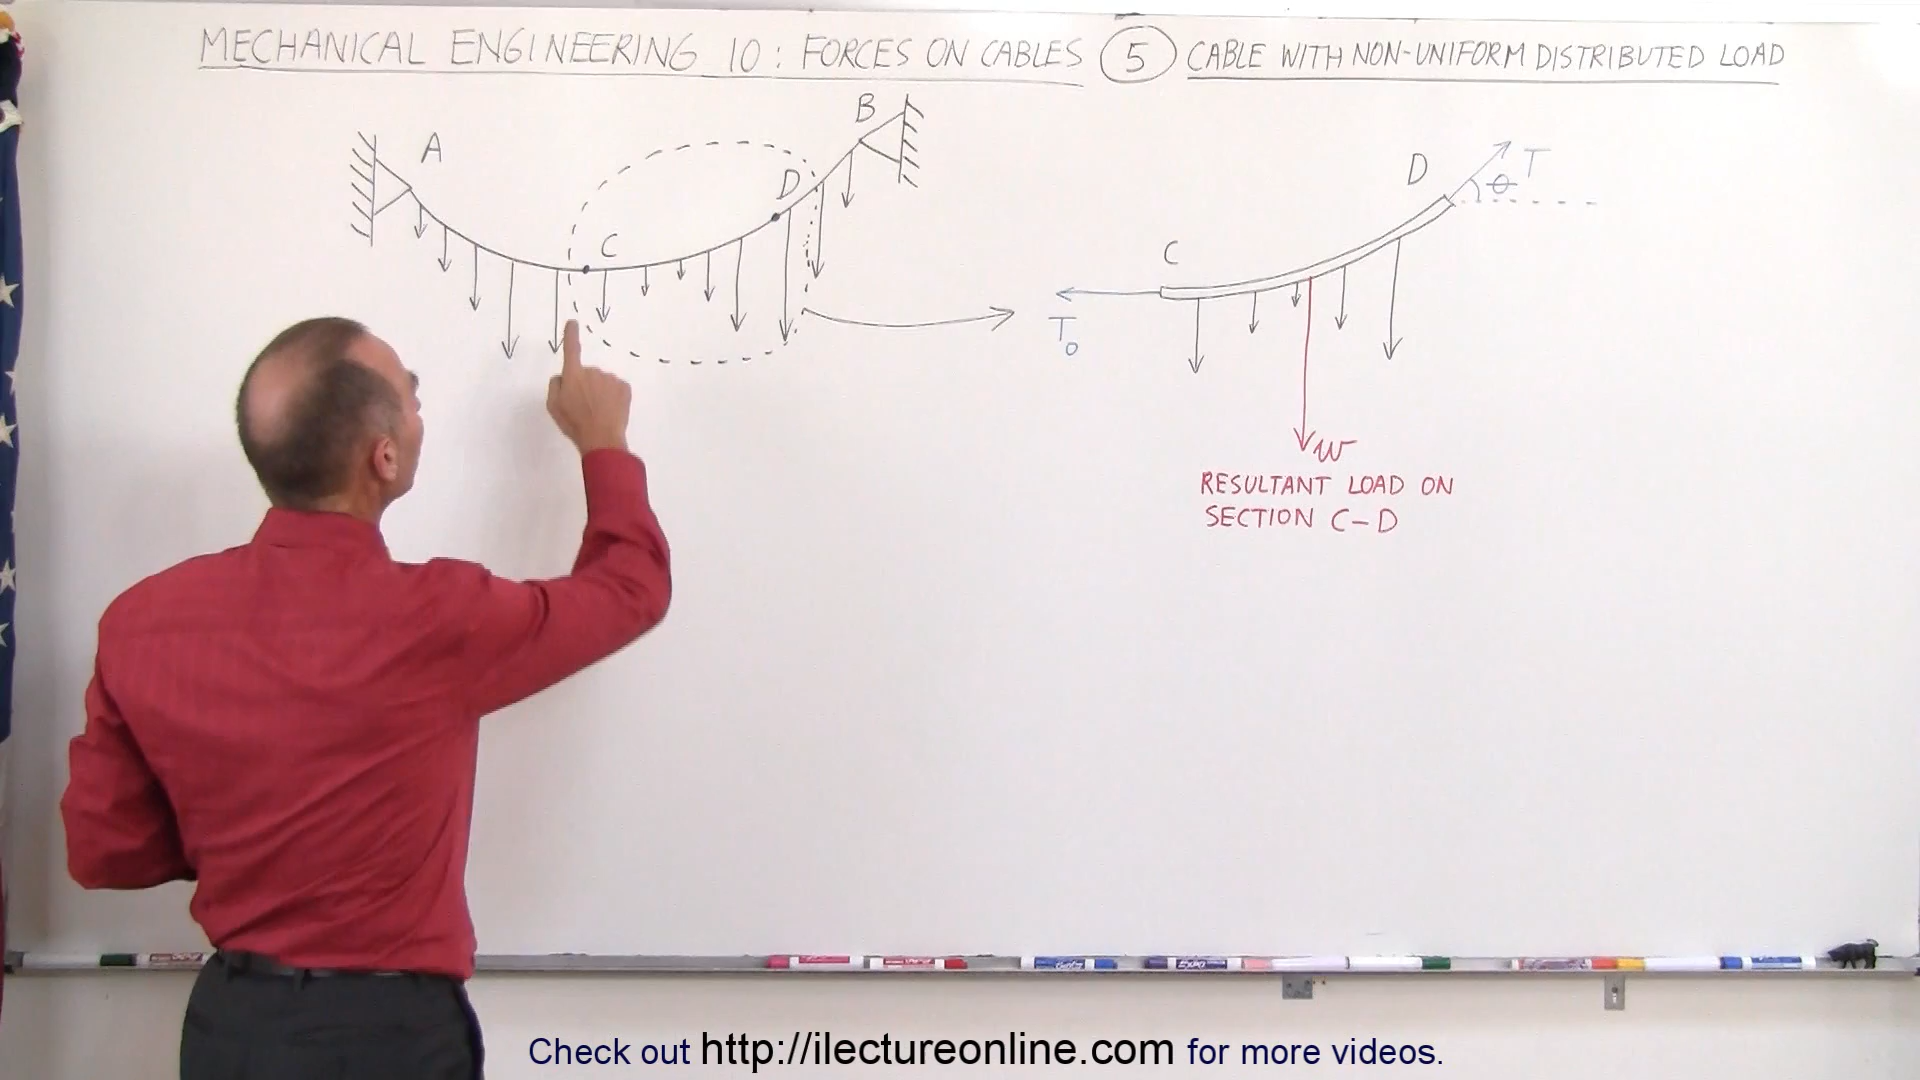 MECHANICAL ENGINEERING 10: FORCES ON CABLES 5 CABLE WITH NON-UNIFORM DISTRIBUTED LOAD
A
B
C
D
C
D
T
θ
T0
W
RESULTANT LOAD ON
SECTION C-D
Check out http://ilectureonline.com for more videos.